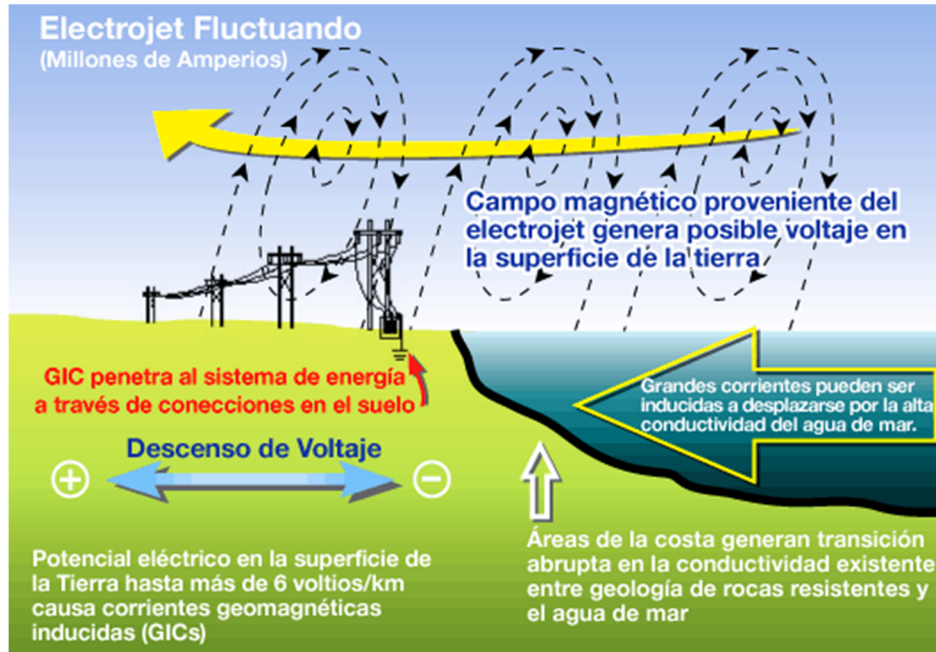 Electrojet Fluctuando
(Millones de Amperios)
Campo magnético proveniente del
electrojet genera posible voltaje en
la superficie de la tierra
GIC penetra al sistema de energía
a través de conecciones en el suelo
Grandes corrientes pueden ser
inducidas a desplazarse por la alta
conductividad del agua de mar.
Descenso de Voltaje
+
−
Potencial eléctrico en la superficie de
la Tierra hasta más de 6 voltios/km
causa corrientes geomagnéticas
inducidas (GICs)
Áreas de la costa generan transición
abrupta en la conductividad existente
entre geología de rocas resistentes y
el agua de mar